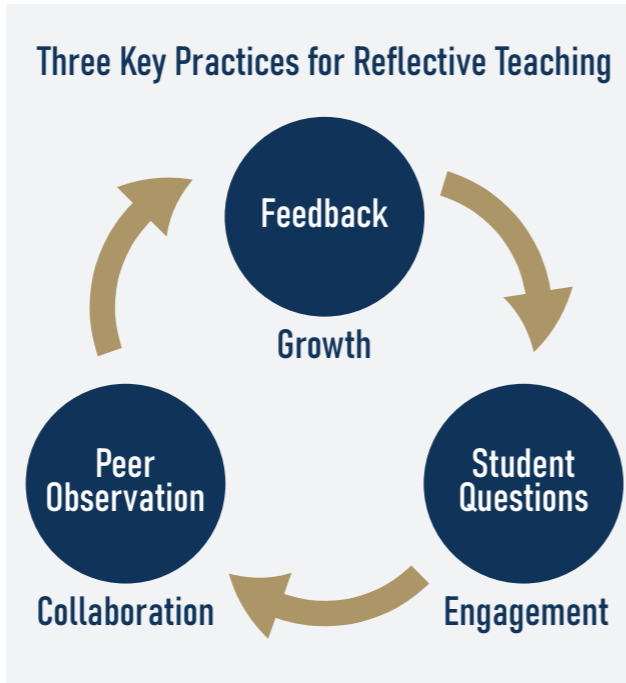 Three Key Practices for Reflective Teaching
Feedback
Growth
Peer
Observation
Collaboration
Student
Questions
Engagement